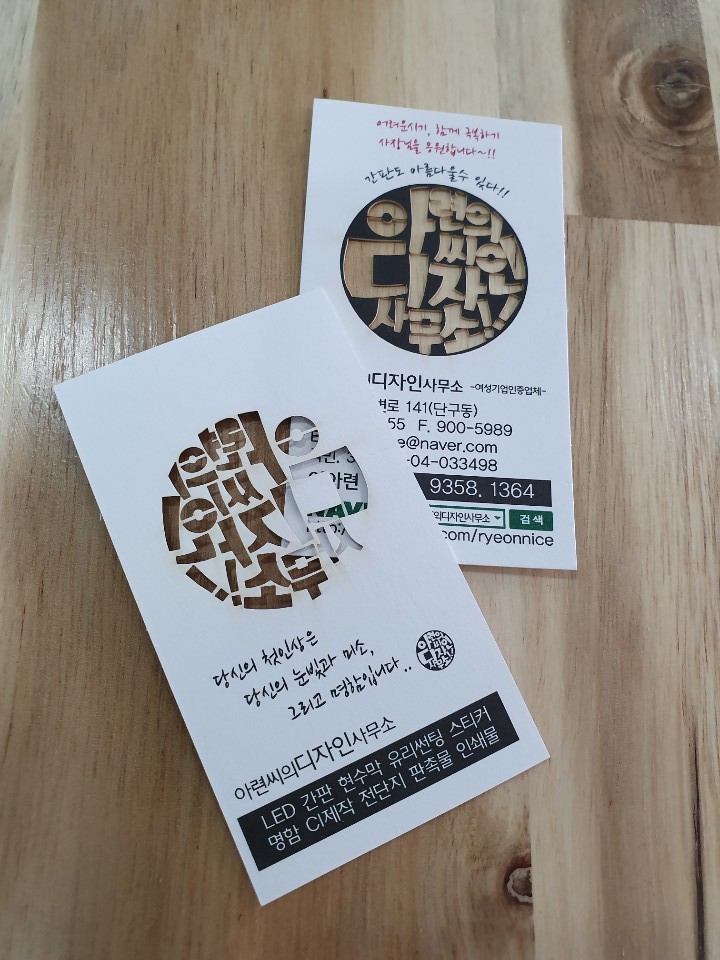 어려운시기, 함께 극복하기
사장님을 응원합니다~!!
간판도 아름다울수 있다!!
아련씨의
디자인
사무소!!
디자인사무소 -여성기업인증업체-
로 141(단구동)
55 F. 900-5989
e@naver.com
-04-033498
9358. 1364
의디자인사무소 검색
.com/ryeonnice
당신의 첫인상은
당신의 눈빛과 미소,
그리고 명함입니다..
아련씨의
디자인
사무소!!
아련씨의디자인사무소
LED 간판 현수막 유리썬팅 스티커
명함 CI제작 전단지 판촉물 인쇄물